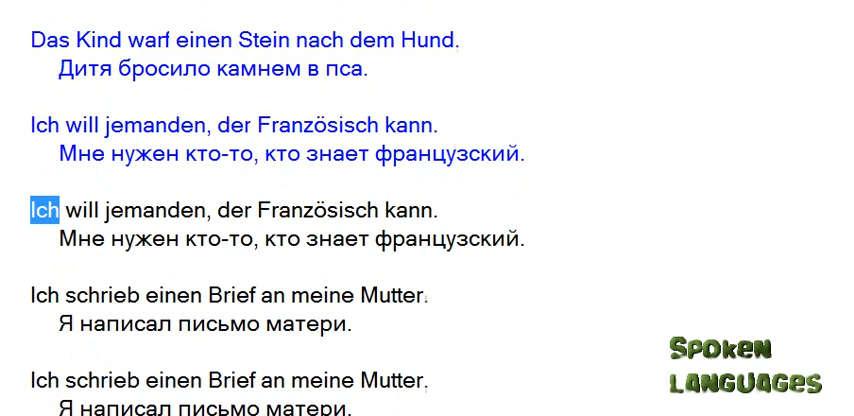 Das Kind warf einen Stein nach dem Hund.
Дитя бросило камнем в пса.
Ich will jemanden, der Französisch kann.
Мне нужен кто-то, кто знает французский.
Ich will jemanden, der Französisch kann.
Мне нужен кто-то, кто знает французский.
Ich schrieb einen Brief an meine Mutter.
Я написал письмо матери.
Ich schrieb einen Brief an meine Mutter.
Я написал письмо матери.
Spoken
Languages